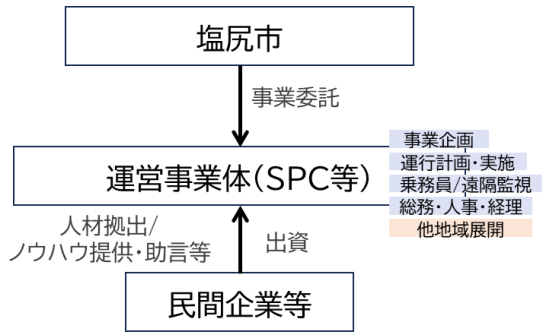 塩尻市
事業委託
運営事業体(SPC等)
事業企画
運行計画・実施
乗務員/遠隔監視
総務・人事・経理
他地域展開
人材拠出/
ノウハウ提供・助言等
出資
民間企業等